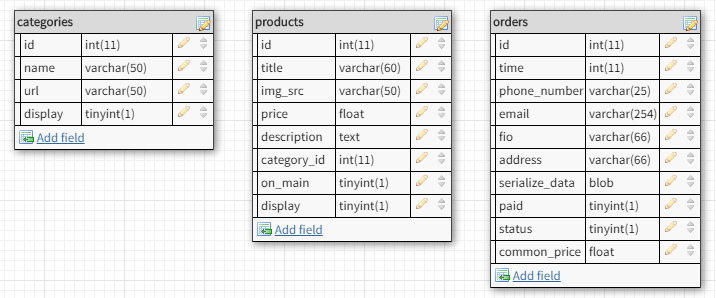 categories
id int(11)
name varchar(50)
url varchar(50)
display tinyint(1)
Add field
products
id int(11)
title varchar(60)
img_src varchar(50)
price float
description text
category_id int(11)
on_main tinyint(1)
display tinyint(1)
Add field
orders
id int(11)
time int(11)
phone_number varchar(25)
email varchar(254)
fio varchar(66)
address varchar(66)
serialize_data blob
paid tinyint(1)
status tinyint(1)
common_price float
Add field